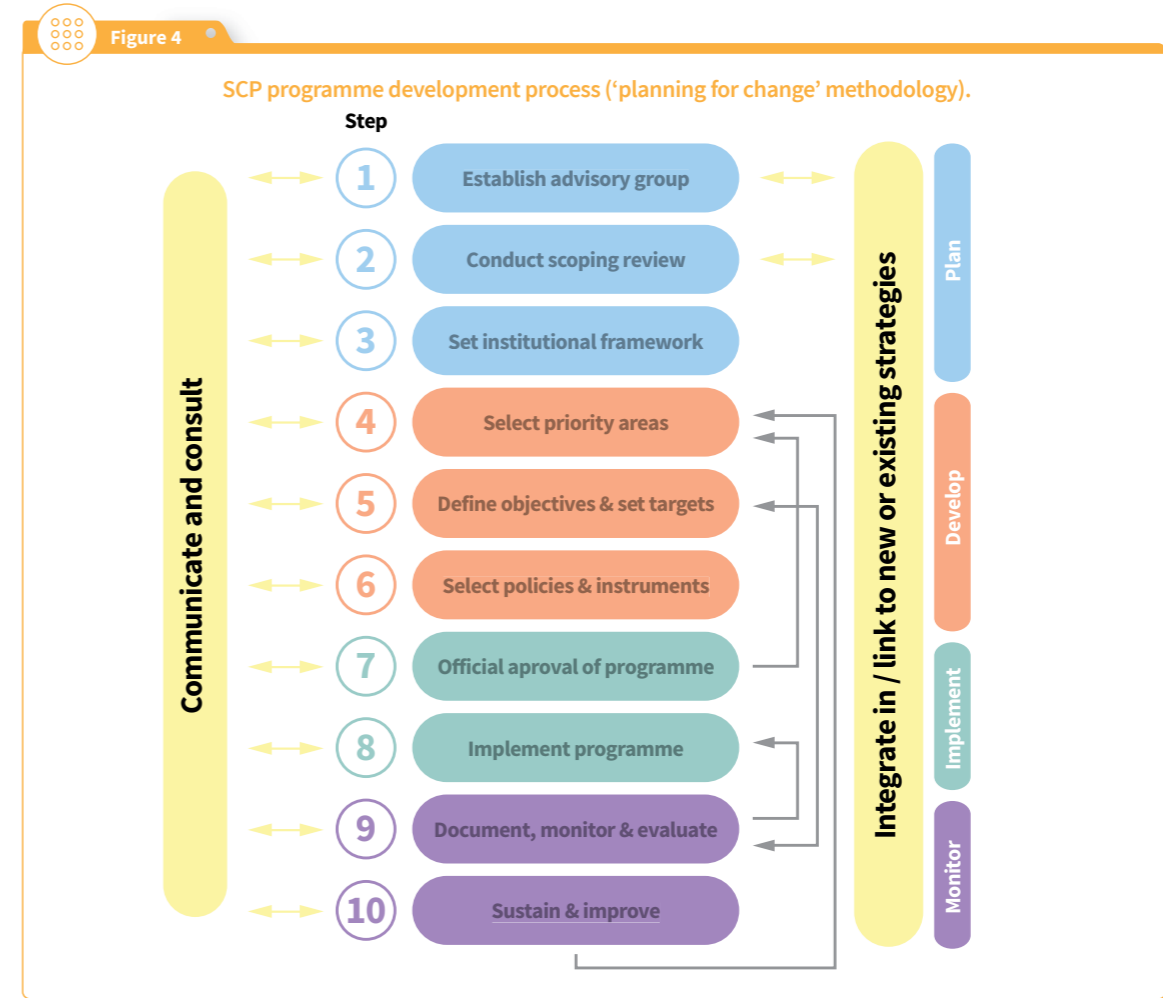 Figure 4
SCP programme development process (‘planning for change’ methodology).
Step
Communicate and consult
1
Establish advisory group
2
Conduct scoping review
3
Set institutional framework
4
Select priority areas
5
Define objectives & set targets
6
Select policies & instruments
7
Official aproval of programme
8
Implement programme
9
Document, monitor & evaluate
10
Sustain & improve
Integrate in / link to new or existing strategies
Plan
Develop
Implement
Monitor